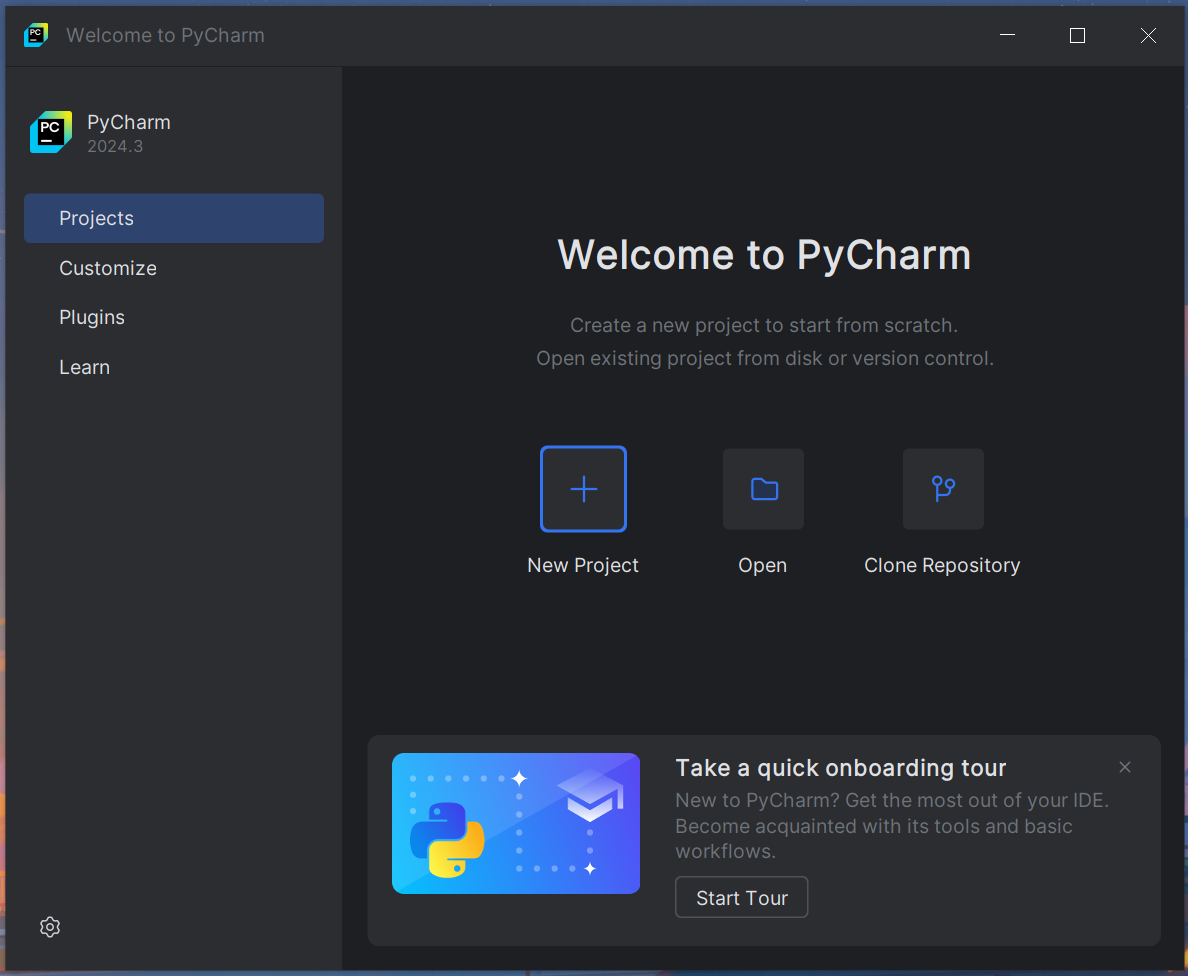 PC
Welcome to PyCharm
PC
PyCharm
2024.3
Projects
Customize
Plugins
Learn
Welcome to PyCharm
Create a new project to start from scratch.
Open existing project from disk or version control.
New Project
Open
Clone Repository
Take a quick onboarding tour
New to PyCharm? Get the most out of your IDE.
Become acquainted with its tools and basic
workflows.
Start Tour